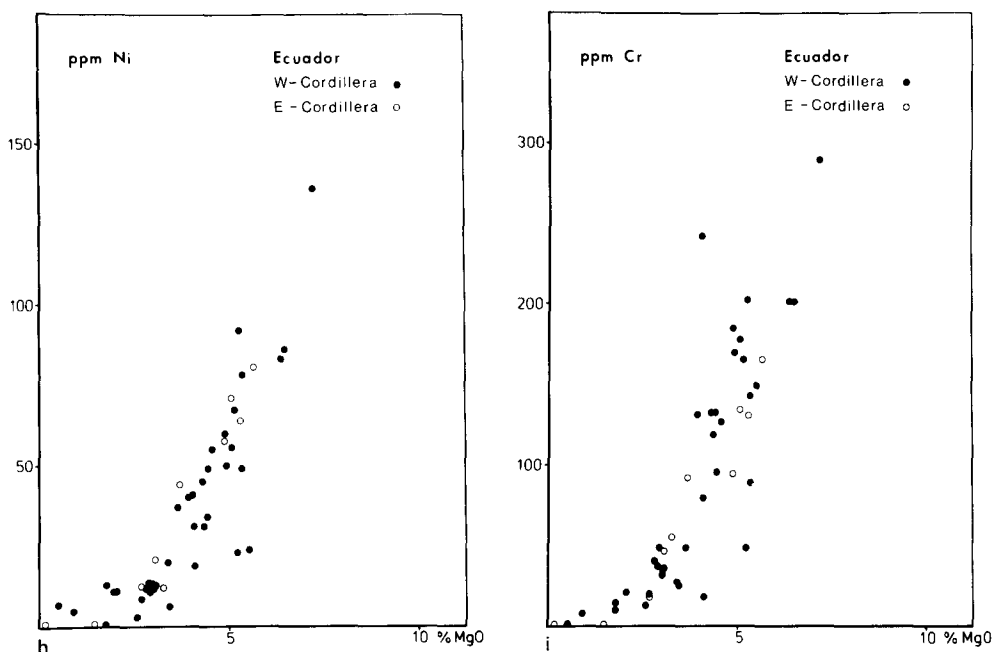 ppm Ni
Ecuador
W-Cordillera
E-Cordillera
150
100
50
5
10 % MgO
h
ppm Cr
Ecuador
W-Cordillera
E-Cordillera
300
200
100
5
10 % MgO
i